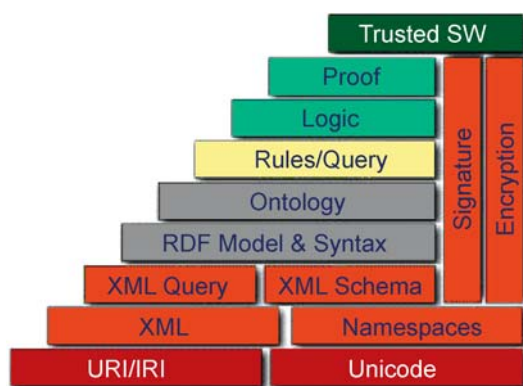 Trusted SW
Proof
Logic
Rules/Query
Ontology
RDF Model & Syntax
XML Query
XML Schema
Signature
Encryption
XML
Namespaces
URI/IRI
Unicode